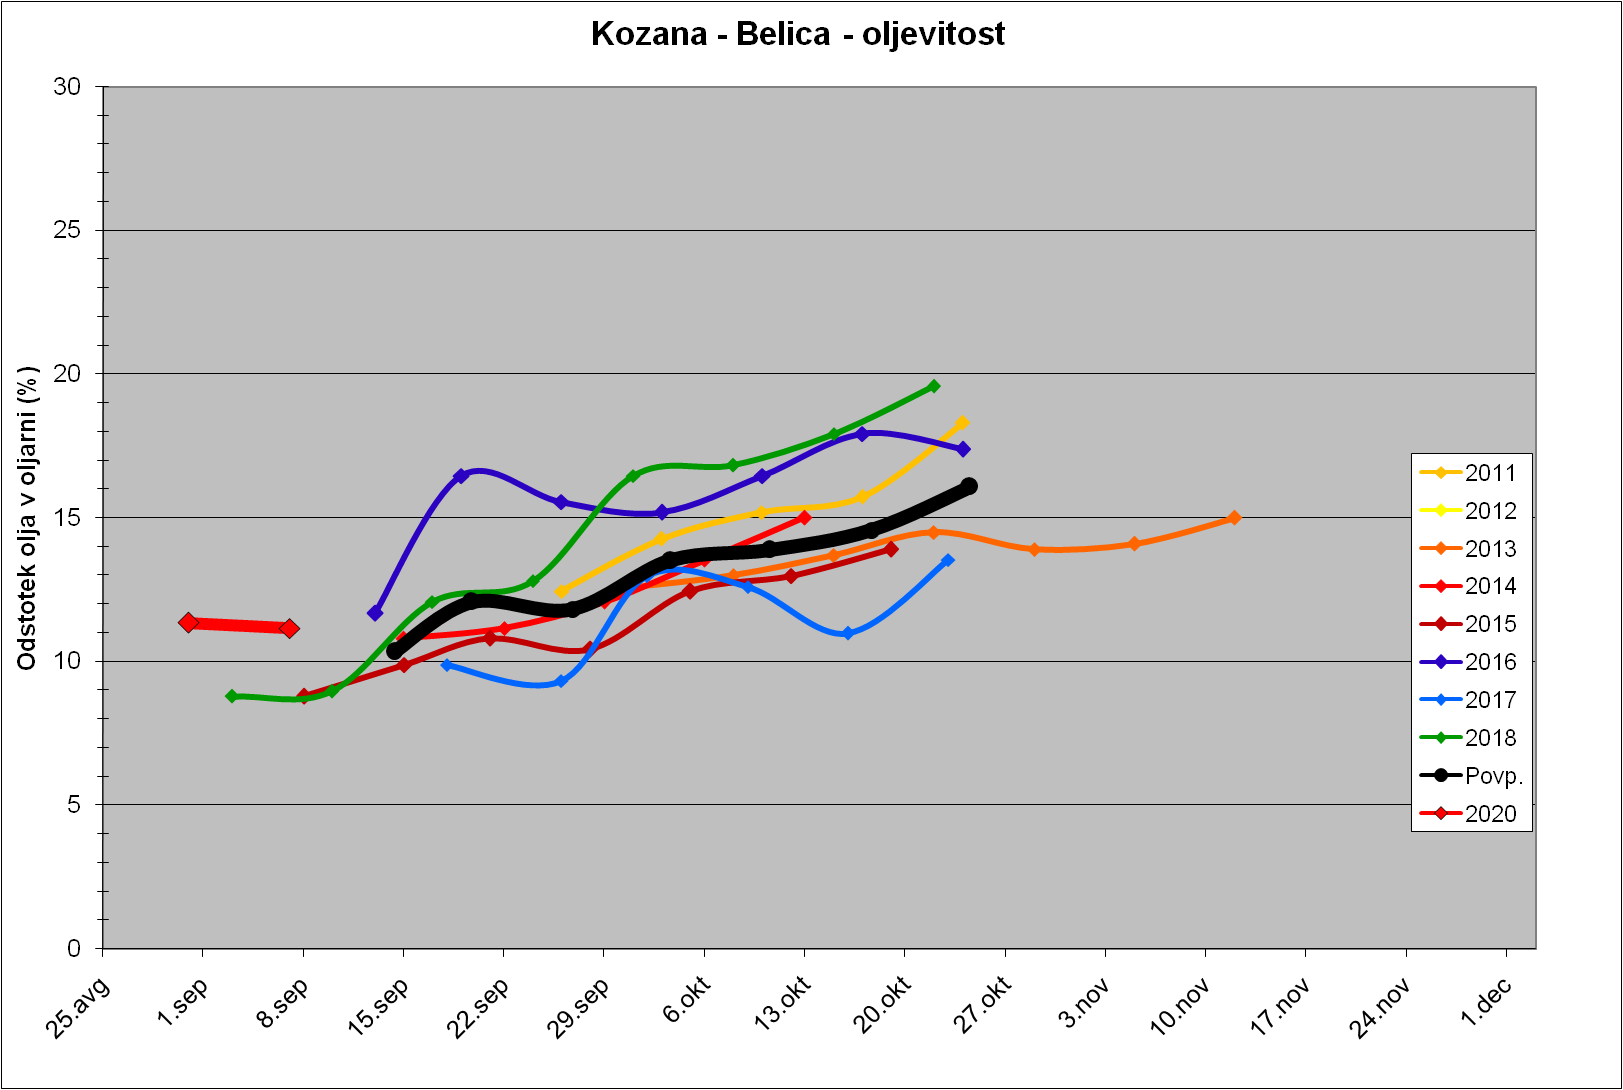 Kozana - Belica - oljevitost
Odstotek olja v oljarni (%)
30
25
20
15
10
5
0
25.avg
1.sep
8.sep
15.sep
22.sep
29.sep
6.okt
13.okt
20.okt
27.okt
3.nov
10.nov
17.nov
24.nov
1.dec
2011
2012
2013
2014
2015
2016
2017
2018
Povp.
2020